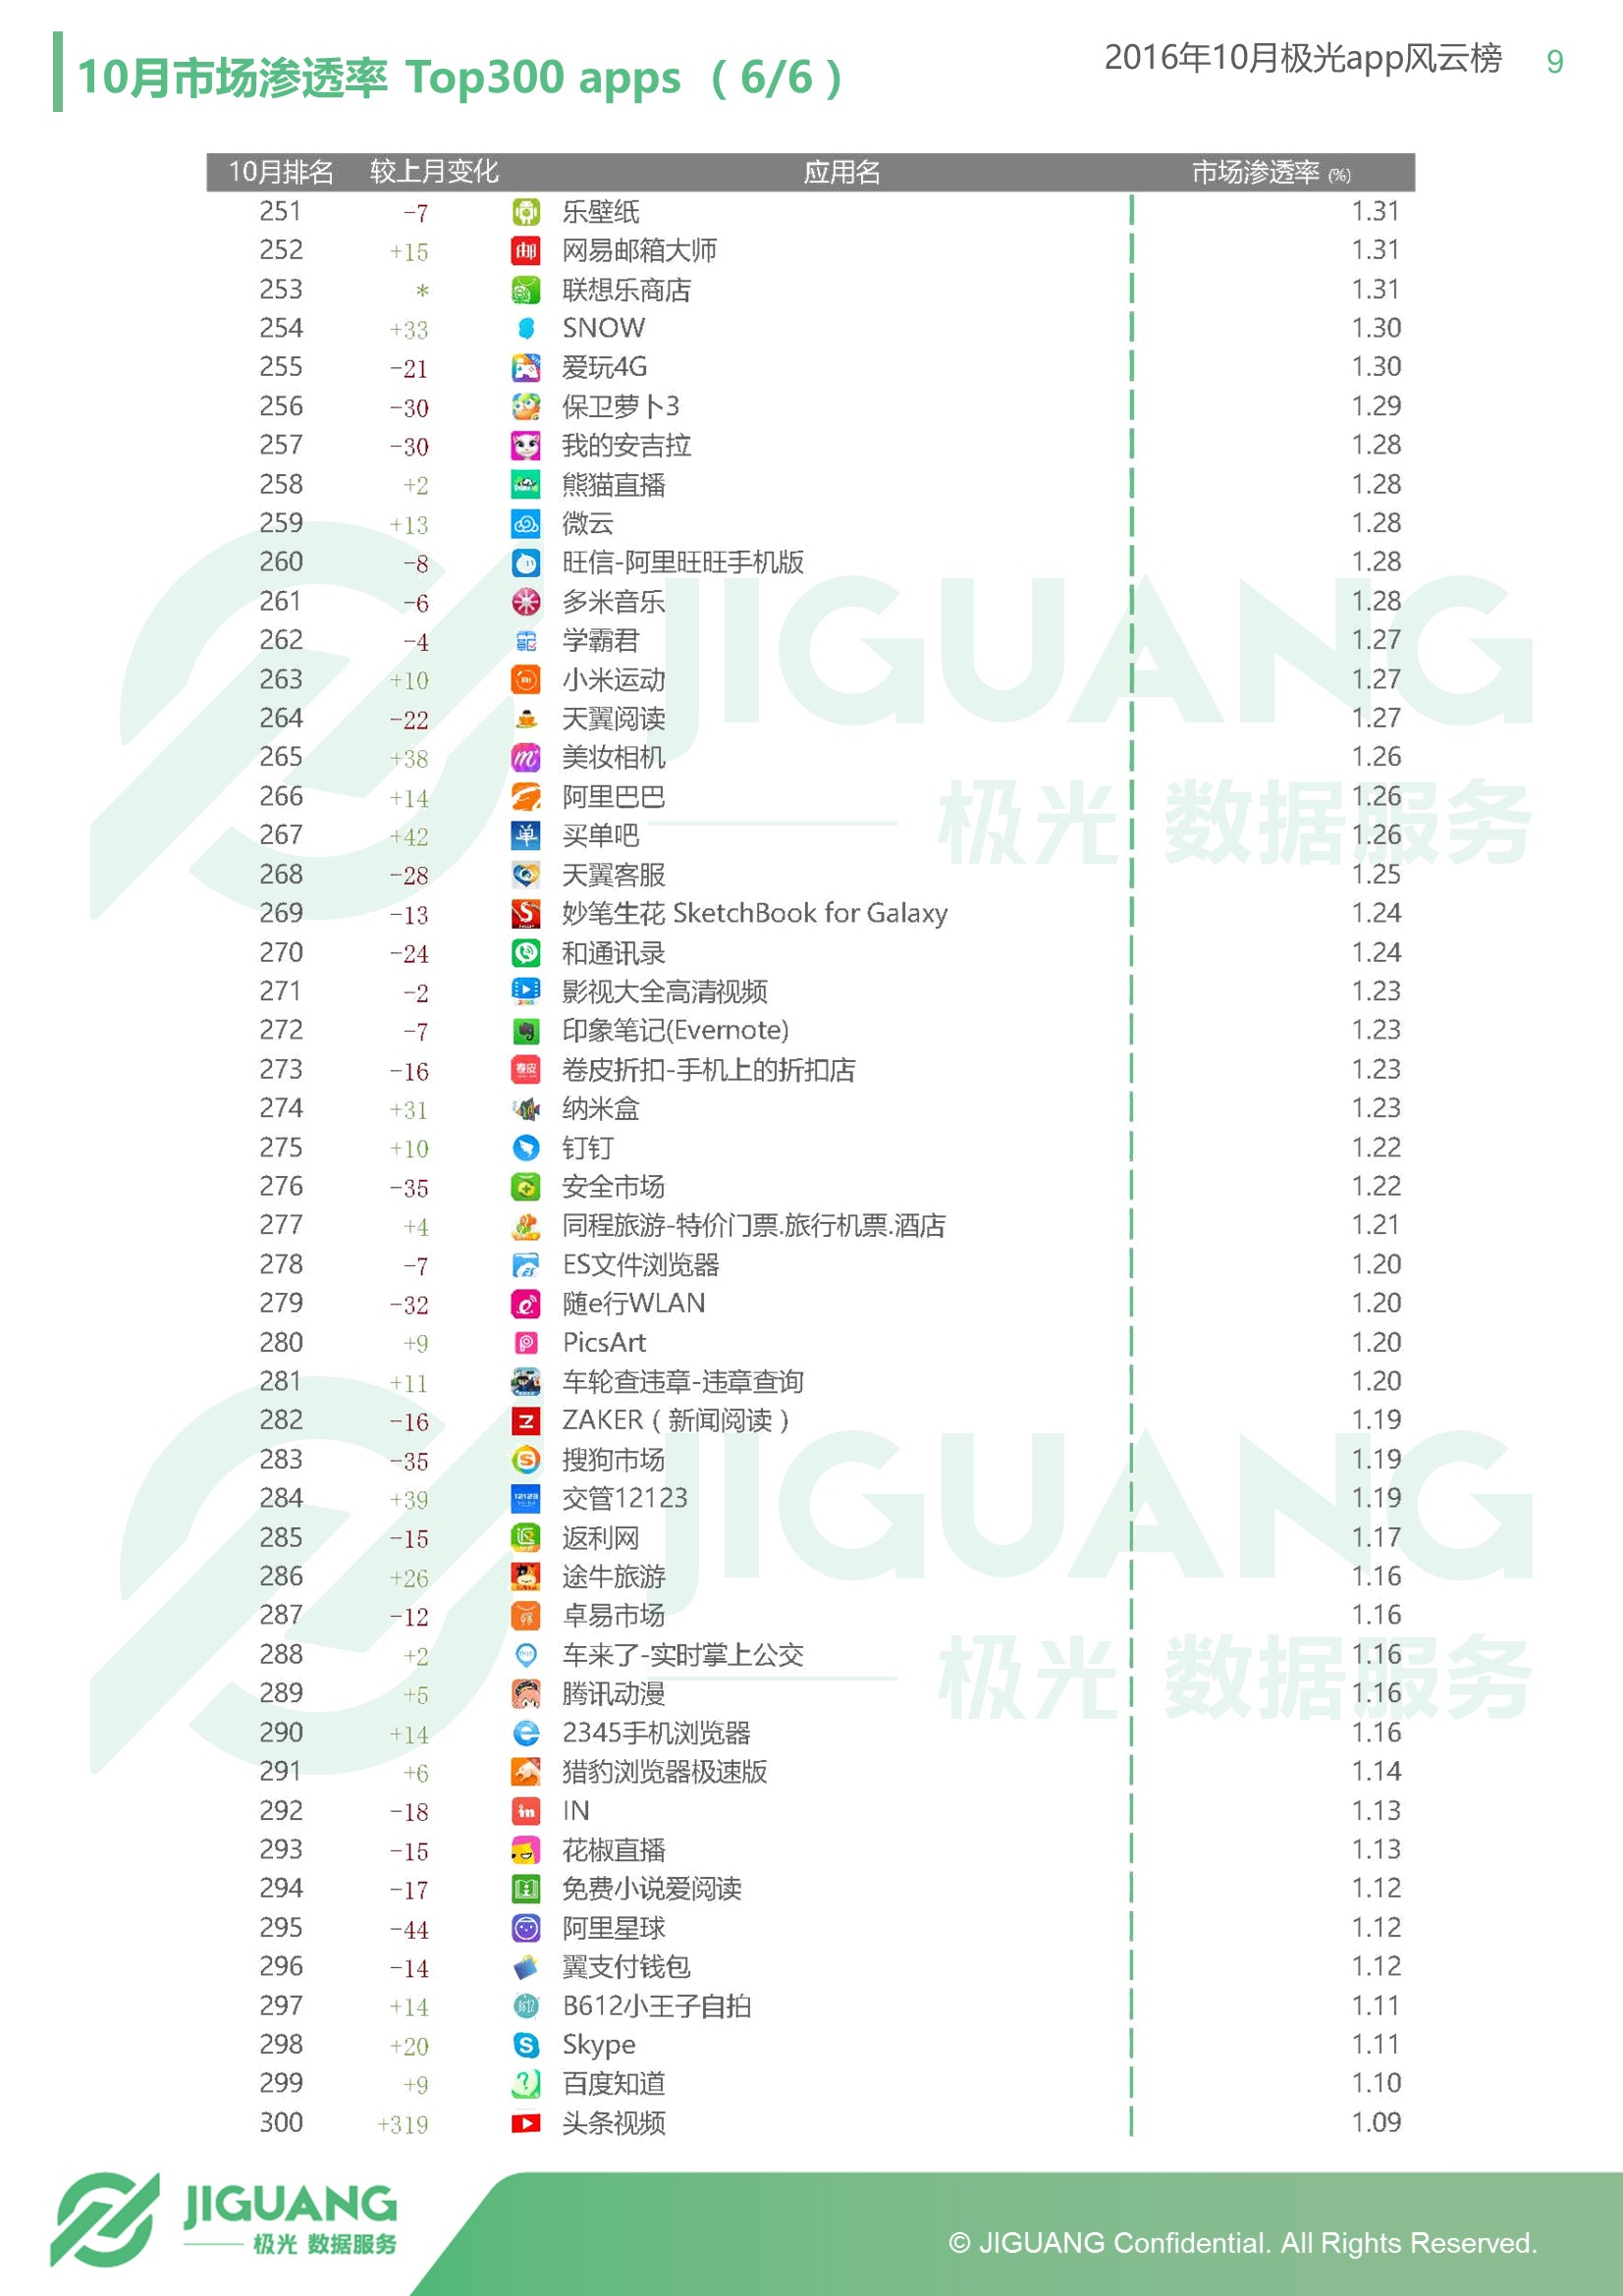 10月市场渗透率 Top300 apps （6/6）
2016年10月极光app风云榜 9
10月排名 较上月变化 应用名 市场渗透率 (%)
251 -7 乐壁纸 1.31
252 +15 网易邮箱大师 1.31
253 * 联想乐商店 1.31
254 +33 SNOW 1.30
255 -21 爱玩4G 1.30
256 -30 保卫萝卜3 1.29
257 -30 我的安吉拉 1.28
258 +2 熊猫直播 1.28
259 +13 微云 1.28
260 -8 旺信-阿里旺旺手机版 1.28
261 -6 多米音乐 1.28
262 -4 学霸君 1.27
263 +10 小米运动 1.27
264 -22 天翼阅读 1.27
265 +38 美妆相机 1.26
266 +14 阿里巴巴 1.26
267 +42 买单吧 1.26
268 -28 天翼客服 1.25
269 -13 妙笔生花 SketchBook for Galaxy 1.24
270 -24 和通讯录 1.24
271 -2 影视大全高清视频 1.23
272 -7 印象笔记(Evernote) 1.23
273 -16 卷皮折扣-手机上的折扣店 1.23
274 +31 纳米盒 1.23
275 +10 钉钉 1.22
276 -35 安全市场 1.22
277 +4 同程旅游-特价门票.旅行机票.酒店 1.21
278 -7 ES文件浏览器 1.20
279 -32 随e行WLAN 1.20
280 +9 PicsArt 1.20
281 +11 车轮查违章-违章查询 1.20
282 -16 ZAKER（新闻阅读） 1.19
283 -35 搜狗市场 1.19
284 +39 交管12123 1.19
285 -15 返利网 1.17
286 +26 途牛旅游 1.16
287 -12 卓易市场 1.16
288 +2 车来了-实时掌上公交 1.16
289 +5 腾讯动漫 1.16
290 +14 2345手机浏览器 1.16
291 +6 猎豹浏览器极速版 1.14
292 -18 IN 1.13
293 -15 花椒直播 1.13
294 -17 免费小说爱阅读 1.12
295 -44 阿里星球 1.12
296 -14 翼支付钱包 1.12
297 +14 B612小王子自拍 1.11
298 +20 Skype 1.11
299 +9 百度知道 1.10
300 +319 头条视频 1.09
JIGUANG
极光 数据服务
© JIGUANG Confidential. All Rights Reserved.